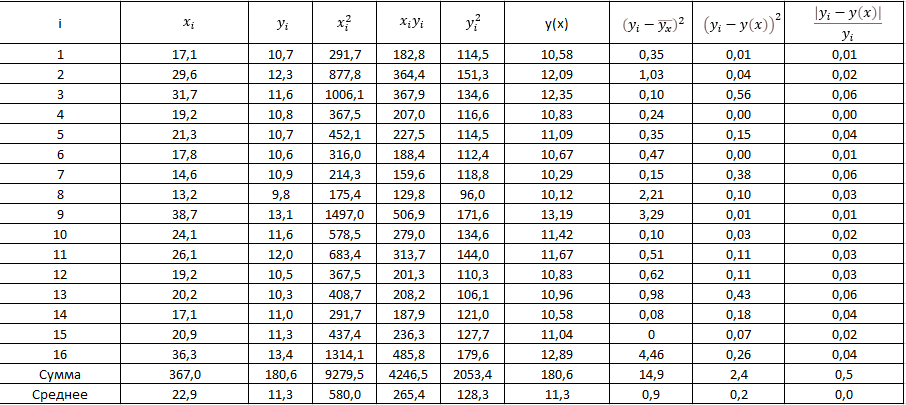 i x_i y_i x_i^2 x_i y_i y_i^2 y(x) (y_i − \overline{y_x})^2 (y_i − y(x))^2 |y_i − y(x)| / y_i
1 17,1 10,7 291,7 182,8 114,5 10,58 0,35 0,01 0,01
2 29,6 12,3 877,8 364,4 151,3 12,09 1,03 0,04 0,02
3 31,7 11,6 1006,1 367,9 134,6 12,35 0,10 0,56 0,06
4 19,2 10,8 367,5 207,0 116,6 10,83 0,24 0,00 0,00
5 21,3 10,7 452,1 227,5 114,5 11,09 0,35 0,15 0,04
6 17,8 10,6 316,0 188,4 112,4 10,67 0,47 0,00 0,01
7 14,6 10,9 214,3 159,6 118,8 10,29 0,15 0,38 0,06
8 13,2 9,8 175,4 129,8 96,0 10,12 2,21 0,10 0,03
9 38,7 13,1 1497,0 506,9 171,6 13,19 3,29 0,01 0,01
10 24,1 11,6 578,5 279,0 134,6 11,42 0,10 0,03 0,02
11 26,1 12,0 683,4 313,7 144,0 11,67 0,51 0,11 0,03
12 19,2 10,5 367,5 201,3 110,3 10,83 0,62 0,11 0,03
13 20,2 10,3 408,7 208,2 106,1 10,96 0,98 0,43 0,06
14 17,1 11,0 291,7 187,9 121,0 10,58 0,08 0,18 0,04
15 20,9 11,3 437,4 236,3 127,7 11,04 0 0,07 0,02
16 36,3 13,4 1314,1 485,8 179,6 12,89 4,46 0,26 0,04
Сумма 367,0 180,6 9279,5 4246,5 2053,4 180,6 14,9 2,4 0,5
Среднее 22,9 11,3 580,0 265,4 128,3 11,3 0,9 0,2 0,0